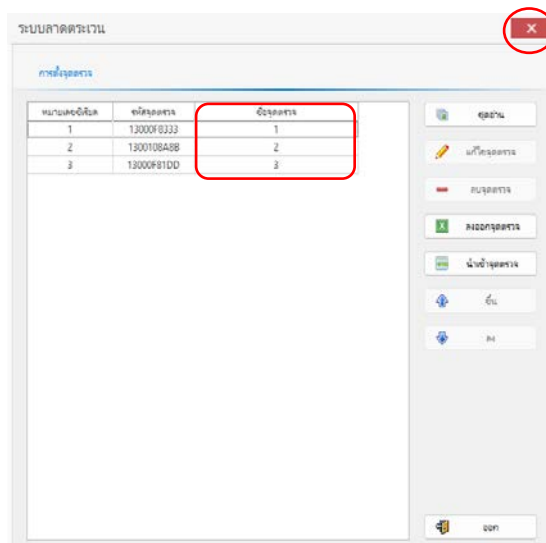 ระบบลาดตระเวน
การตั้งจุดตรวจ
หมายเลขซีเรียล รหัสจุดตรวจ ชื่อจุดตรวจ
1 13000F8333 1
2 1300108A8B 2
3 13000F81DD 3
ชุดอ่าน
แก้ไขจุดตรวจ
ลบจุดตรวจ
ลงออกจุดตรวจ
นำเข้าจุดตรวจ
ขึ้น
ลง
ออก